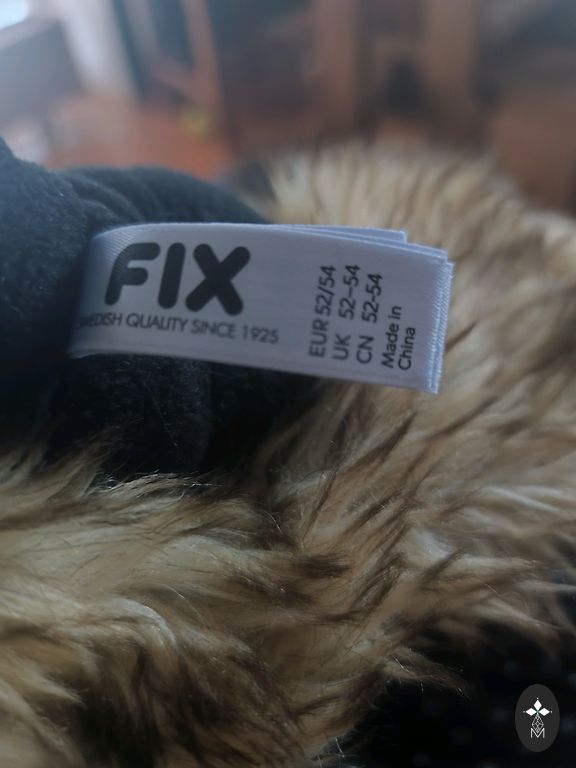 FIX
SWEDISH QUALITY SINCE 1925
EUR 52/54
UK 52-54
CN 52-54
Made in
China
M